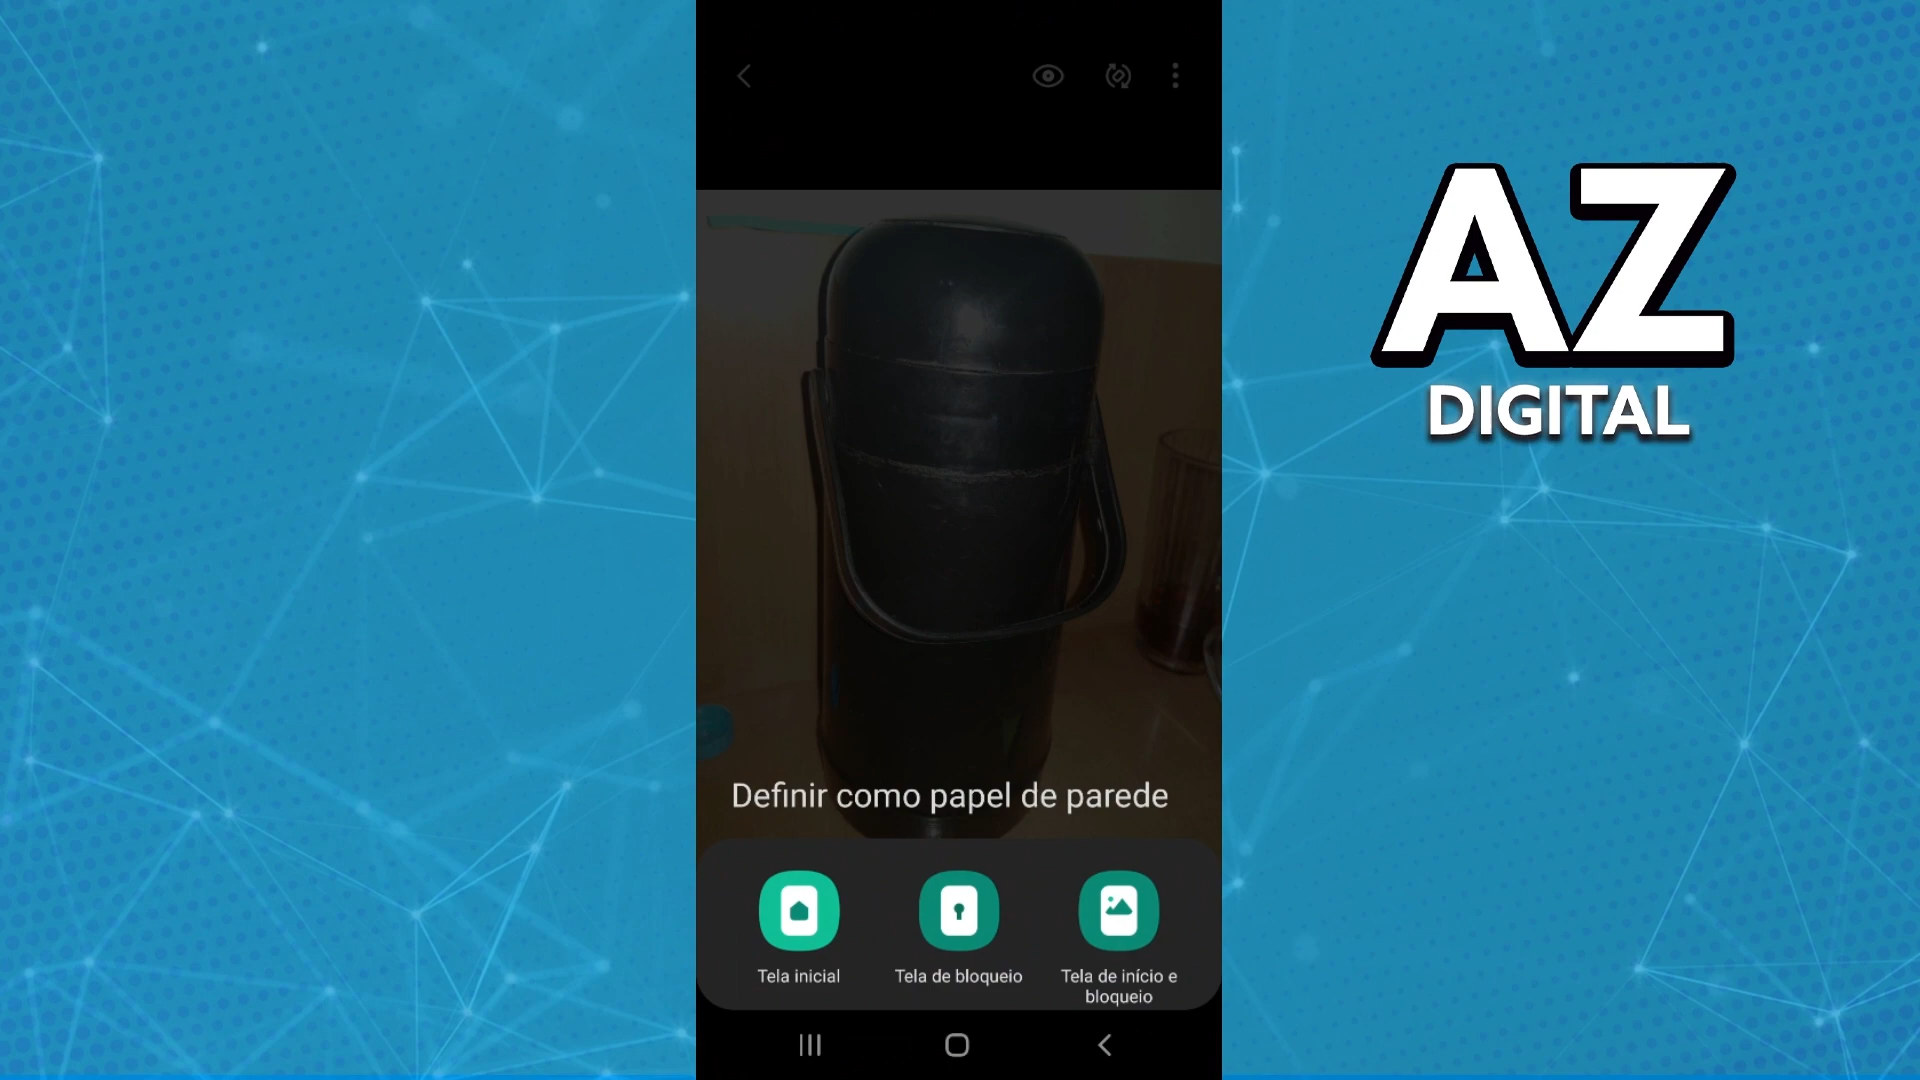 AZ
DIGITAL
Definir como papel de parede
Tela inicial
Tela de bloqueio
Tela de início e
bloqueio